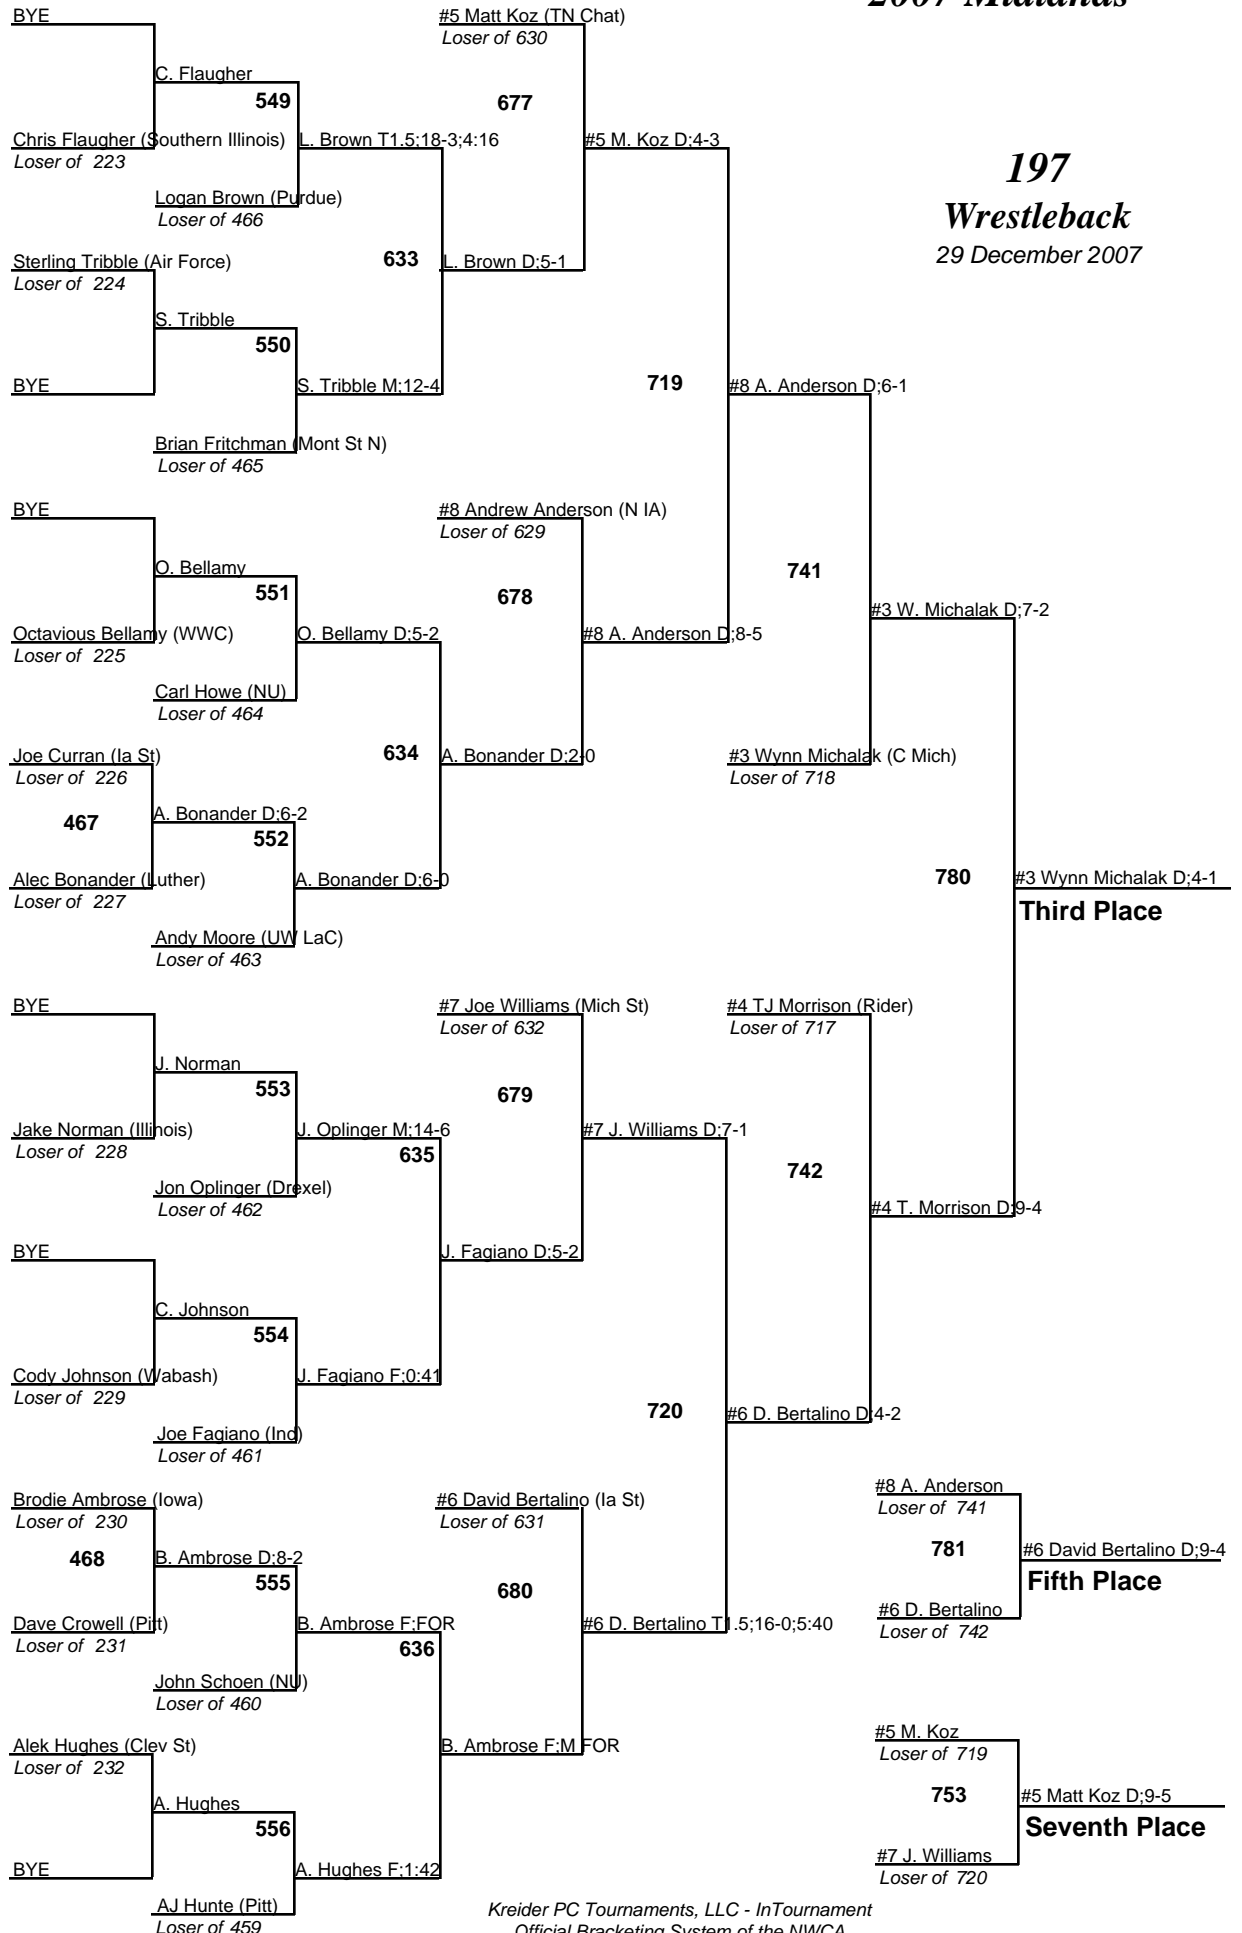 2007 Midlands
BYE
#5 Matt Koz (TN Chat)
Loser of 630
C. Flaugher
549
677
Chris Flaugher (Southern Illinois)
L. Brown T1.5;18-3;4:16
#5 M. Koz D;4-3
Loser of 223
197
Wrestleback
29 December 2007
Logan Brown (Purdue)
Loser of 466
Sterling Tribble (Air Force)
633
L. Brown D;5-1
Loser of 224
S. Tribble
550
BYE
S. Tribble M;12-4
719
#8 A. Anderson D;6-1
Brian Fritchman (Mont St N)
Loser of 465
BYE
#8 Andrew Anderson (N IA)
Loser of 629
O. Bellamy
551
678
741
#3 W. Michalak D;7-2
Octavious Bellamy (WWC)
O. Bellamy D;5-2
#8 A. Anderson D;8-5
Loser of 225
Carl Howe (NU)
Loser of 464
Joe Curran (Ia St)
634
A. Bonander D;2-0
#3 Wynn Michalak (C Mich)
Loser of 226
Loser of 718
467
A. Bonander D;6-2
552
Alec Bonander (Luther)
A. Bonander D;6-0
780
#3 Wynn Michalak D;4-1
Loser of 227
Third Place
Andy Moore (UW LaC)
Loser of 463
BYE
#7 Joe Williams (Mich St)
#4 TJ Morrison (Rider)
Loser of 632
Loser of 717
J. Norman
553
679
Jake Norman (Illinois)
J. Oplinger M;14-6
#7 J. Williams D;7-1
Loser of 228
635
742
Jon Oplinger (Drexel)
Loser of 462
#4 T. Morrison D;9-4
BYE
J. Fagiano D;5-2
C. Johnson
554
Cody Johnson (Wabash)
J. Fagiano F;0:41
Loser of 229
720
#6 D. Bertalino D;4-2
Joe Fagiano (Ind)
Loser of 461
Brodie Ambrose (Iowa)
#6 David Bertalino (Ia St)
#8 A. Anderson
Loser of 230
Loser of 631
Loser of 741
468
B. Ambrose D;8-2
781
#6 David Bertalino D;9-4
555
680
Fifth Place
Dave Crowell (Pitt)
B. Ambrose F;FOR
#6 D. Bertalino T1.5;16-0;5:40
#6 D. Bertalino
Loser of 231
636
Loser of 742
John Schoen (NU)
Loser of 460
Alek Hughes (Clev St)
B. Ambrose F;M FOR
#5 M. Koz
Loser of 232
Loser of 719
A. Hughes
753
#5 Matt Koz D;9-5
556
Seventh Place
BYE
A. Hughes F;1:42
#7 J. Williams
Loser of 720
AJ Hunte (Pitt)
Loser of 459
Kreider PC Tournaments, LLC - InTournament
Official Bracketing System of the NWCA